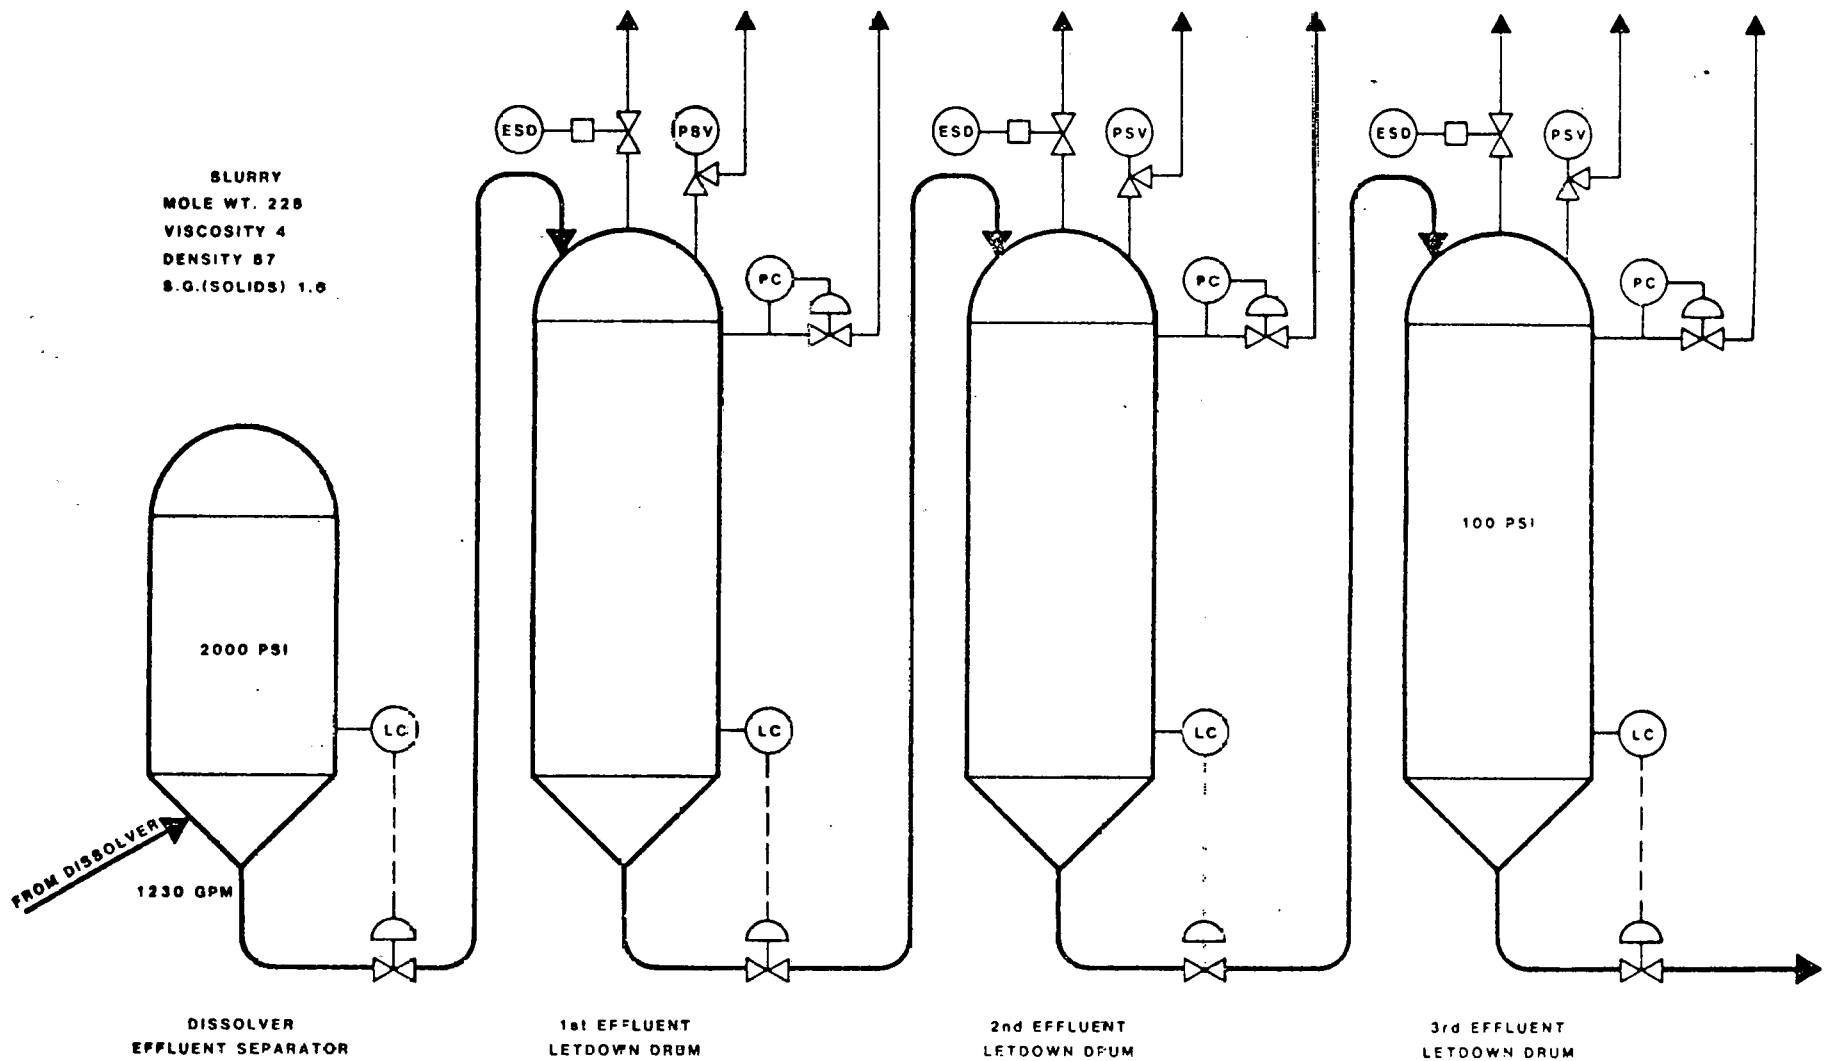 SLURRY
MOLE WT. 228
VISCOSITY 4
DENSITY 67
S.G.(SOLIDS) 1.6
ESD
PSV
PC
ESD
PSV
PC
ESD
PSV
PC
2000 PSI
100 PSI
LC
LC
LC
LC
FROM DISSOLVER
1230 GPM
DISSOLVER
EFFLUENT SEPARATOR
1st EFFLUENT
LETDOWN DRUM
2nd EFFLUENT
LETDOWN DRUM
3rd EFFLUENT
LETDOWN DRUM